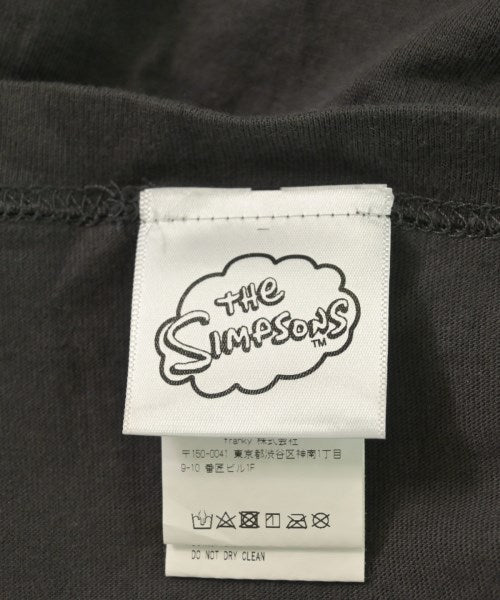 The
Simpsons
TM
franky 株式会社
〒150-0041 東京都渋谷区神南1丁目
9-10 番匠ビル1F
DO NOT DRY CLEAN